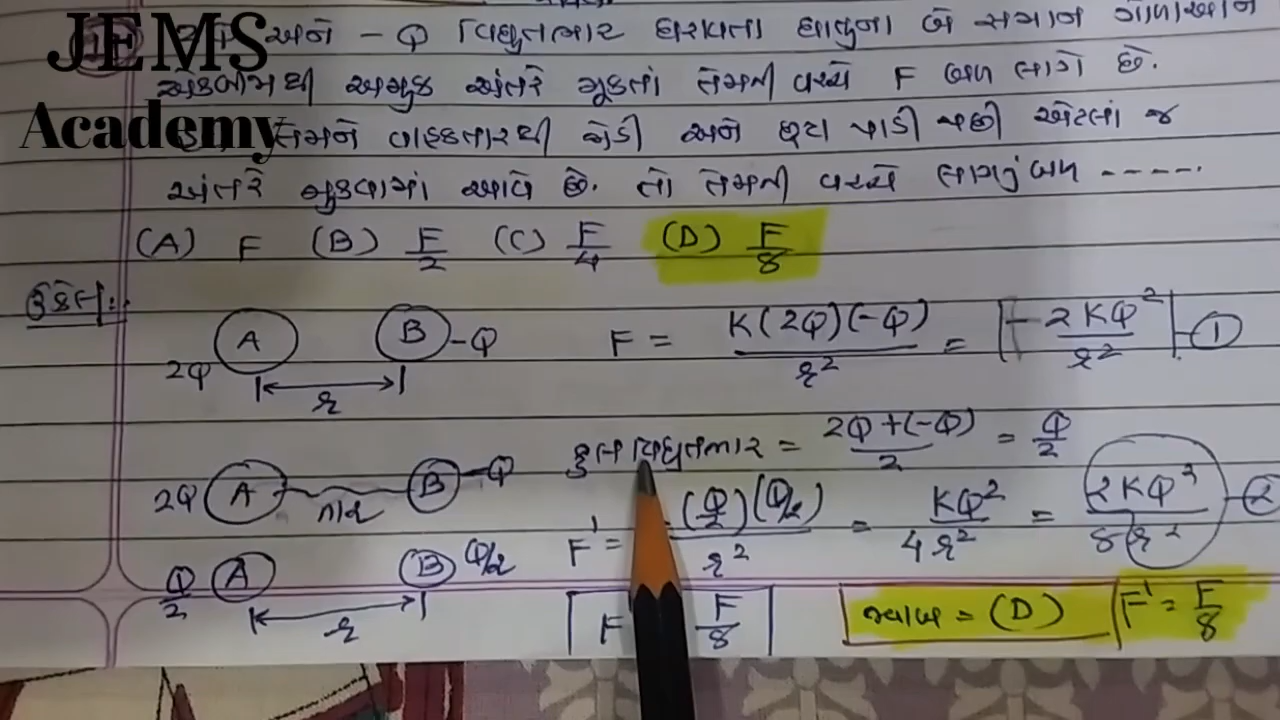 JEMS
Academy
અને - Q વિદ્યુતભાર ધરાવતા ધાતુના બે સમાન ગોળાઓને
એકબીજાથી અમુક અંતરે મૂકતાં તેમની વચ્ચે F બળ લાગે છે.
તેમને વાહકતારથી જોડી અને છૂટા પાડી પછી એટલાં જ
અંતરે મુકવામાં આવે છે. તો તેમની વચ્ચે લાગતું બળ -----.
(A) F (B) F/2 (C) F/4 (D) F/8
ઉકેલ:
2Q A B -Q r F = K(2Q)(-Q)/r² = |-2KQ²/r²| - ①
કુલ વિદ્યુતભાર = 2Q+(-Q)/2 = Q/2
2Q A B -Q તાર
F' = (Q/2)(Q/2)/r² = KQ²/4r² = 2KQ²/8r² - ②
Q/2 A B Q/2 r
F F/8 જવાબ = (D) F' = F/8